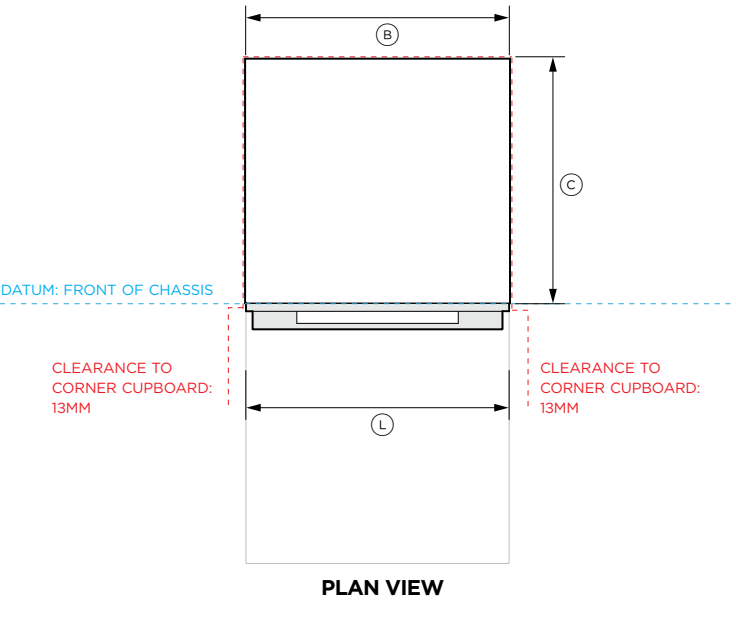 B
C
DATUM: FRONT OF CHASSIS
CLEARANCE TO
CORNER CUPBOARD:
13MM
CLEARANCE TO
CORNER CUPBOARD:
13MM
L
PLAN VIEW